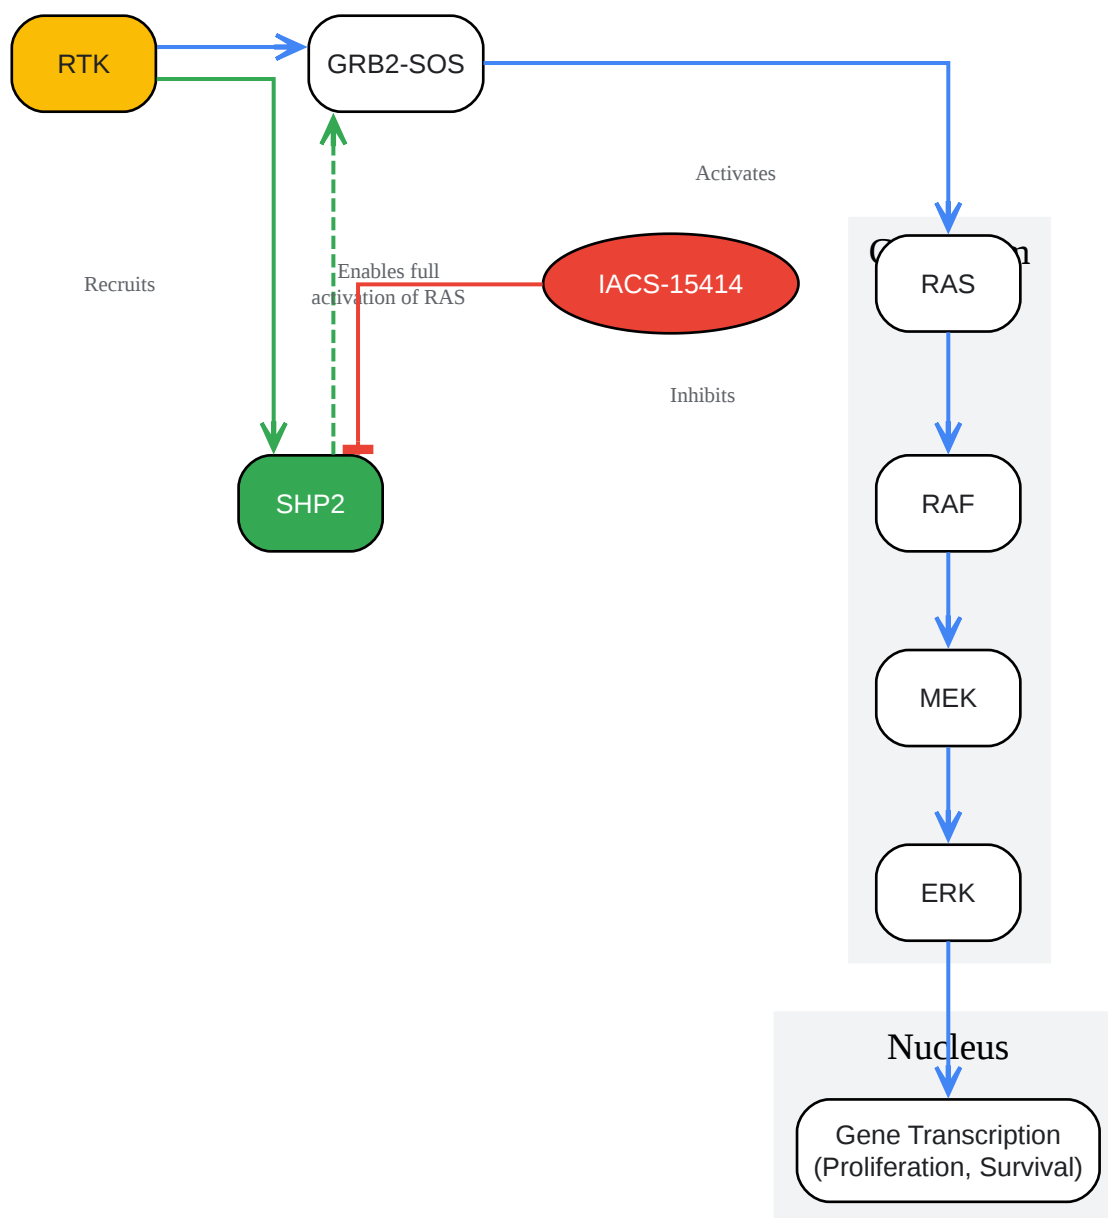 RTK
GRB2-SOS
Activates
Recruits
Enables full
activation of RAS
IACS-15414
RAS
Inhibits
SHP2
RAF
MEK
ERK
Nucleus
Gene Transcription
(Proliferation, Survival)